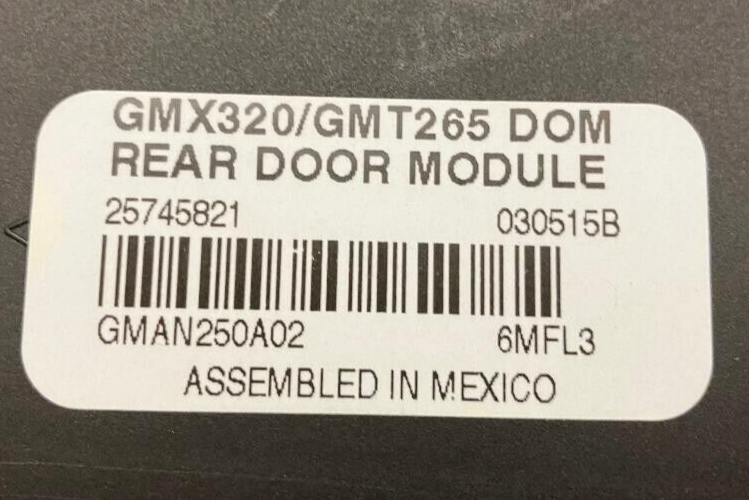 GMX320/GMT265 DOM
REAR DOOR MODULE
25745821 030515B
GMAN250A02 6MFL3
ASSEMBLED IN MEXICO